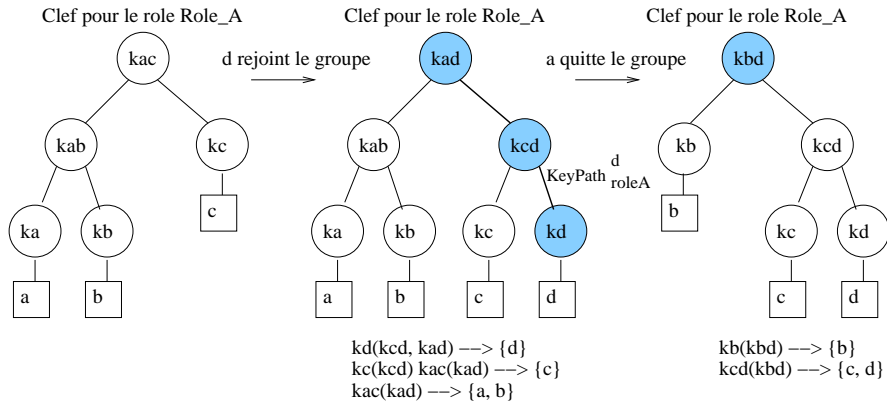 Clef pour le role Role_A
Clef pour le role Role_A
Clef pour le role Role_A
kac
d rejoint le groupe
kad
a quitte le groupe
kbd
kab
kc
kab
kcd
kb
kcd
KeyPath d roleA
c
b
ka
kb
ka
kb
kc
kd
kc
kd
a
b
a
b
c
d
c
d
kd(kcd, kad) —> {d}
kc(kcd) kac(kad) —> {c}
kac(kad) —> {a, b}
kb(kbd) —> {b}
kcd(kbd) —> {c, d}